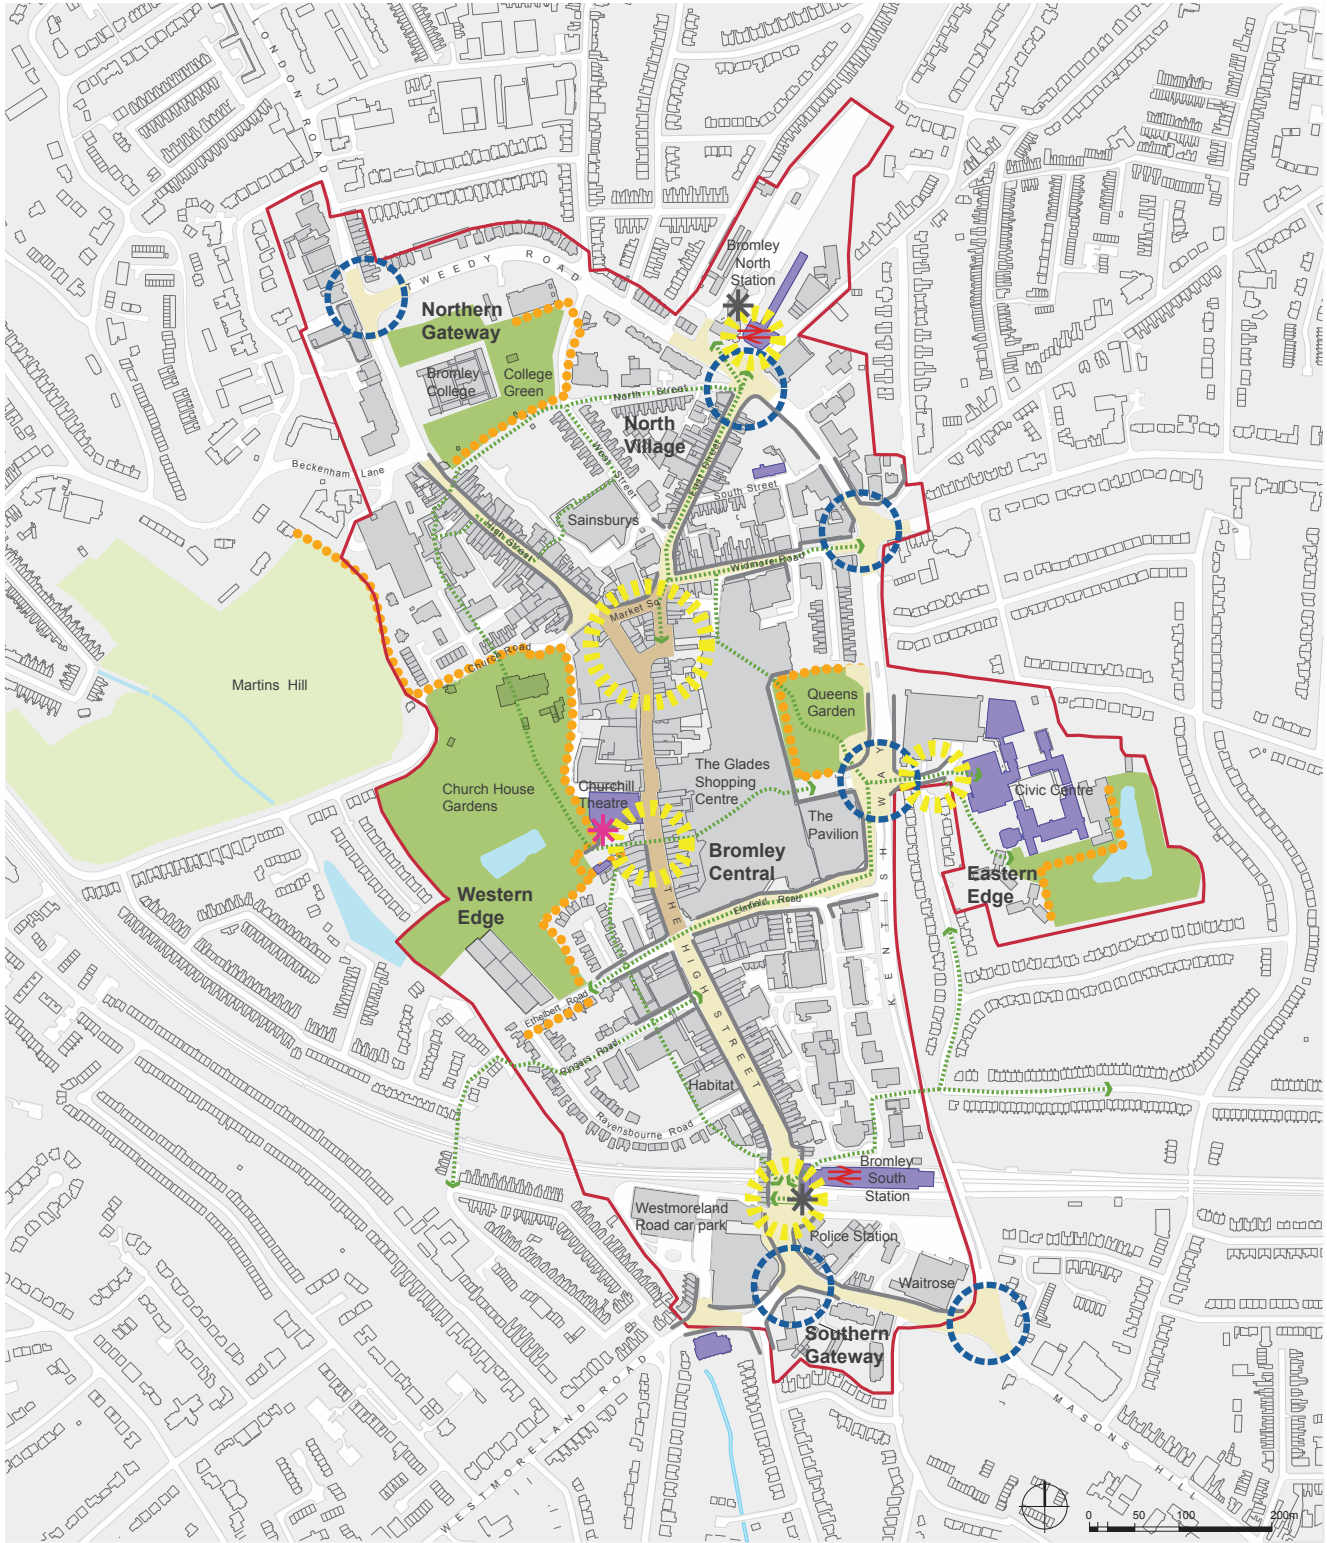 LONDON ROAD
Bromley
North
Station
TWEEDY ROAD
Northern
Gateway
Bromley
College
College
Green
North Street
North
Village
West Street
East Street
Beckenham Lane
South Street
Sainsburys
High Street
Widmore Road
Market Sq
Church Road
Martins Hill
Queens
Garden
KENTISH WAY
The Glades
Shopping
Centre
Churchill
Theatre
Church House
Gardens
Civic Centre
The
Pavilion
Bromley
Central
Eastern
Edge
Western
Edge
Elmfield Road
THE HIGH STREET
Ethelbert Road
Ringers Road
Habitat
Ravensbourne Road
Bromley
South
Station
Westmoreland
Road car park
Police Station
Waitrose
Southern
Gateway
WESTMORELAND ROAD
MASONS HILL
0 50 100 200m